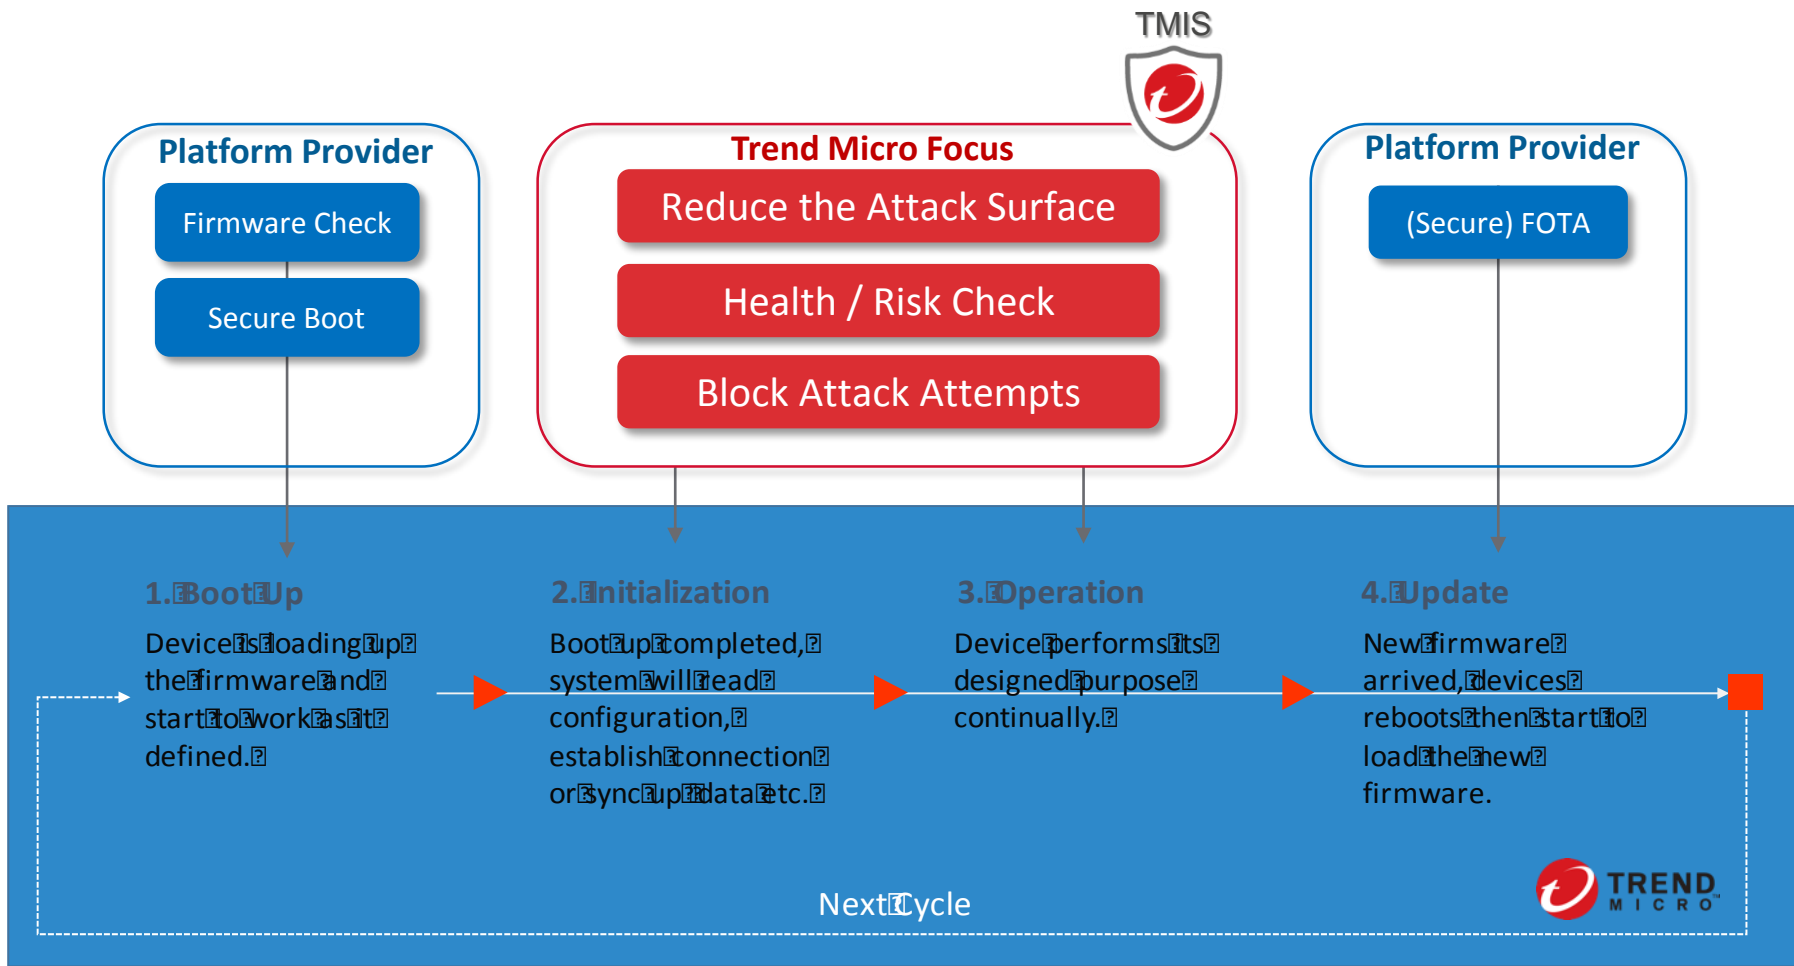 TMIS
Platform Provider
Firmware Check
Secure Boot
Trend Micro Focus
Reduce the Attack Surface
Health / Risk Check
Block Attack Attempts
Platform Provider
(Secure) FOTA
1. Boot Up
Device is loading up
the firmware and
start to work as it
defined.
2. Initialization
Boot up completed,
system will read
configuration,
establish connection
or sync up data etc.
3. Operation
Device performs its
designed purpose
continually.
4. Update
New firmware
arrived, devices
reboots then start to
load the new
firmware.
Next Cycle
TREND
MICRO™